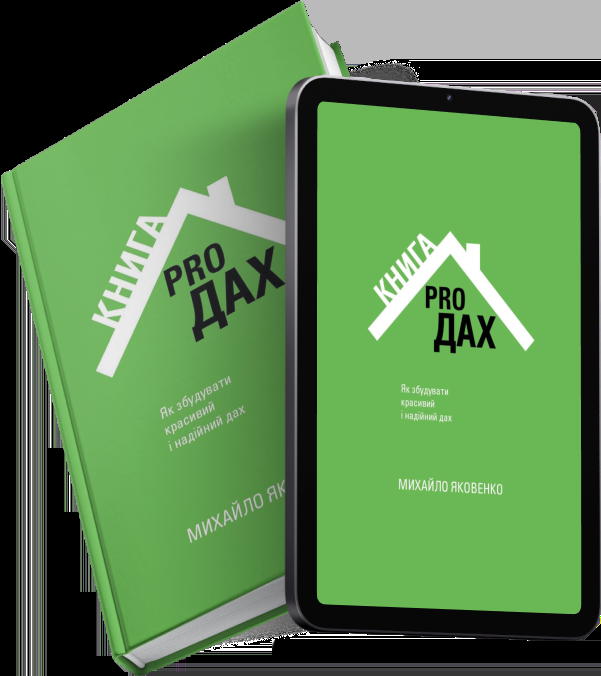 КНИГА
PRO
ДАХ
Як збудувати
красивий
і надійний дах
МИХАЙЛО ЯК
КНИГА
PRO
ДАХ
Як збудувати
красивий
і надійний дах
МИХАЙЛО ЯКОВЕНКО